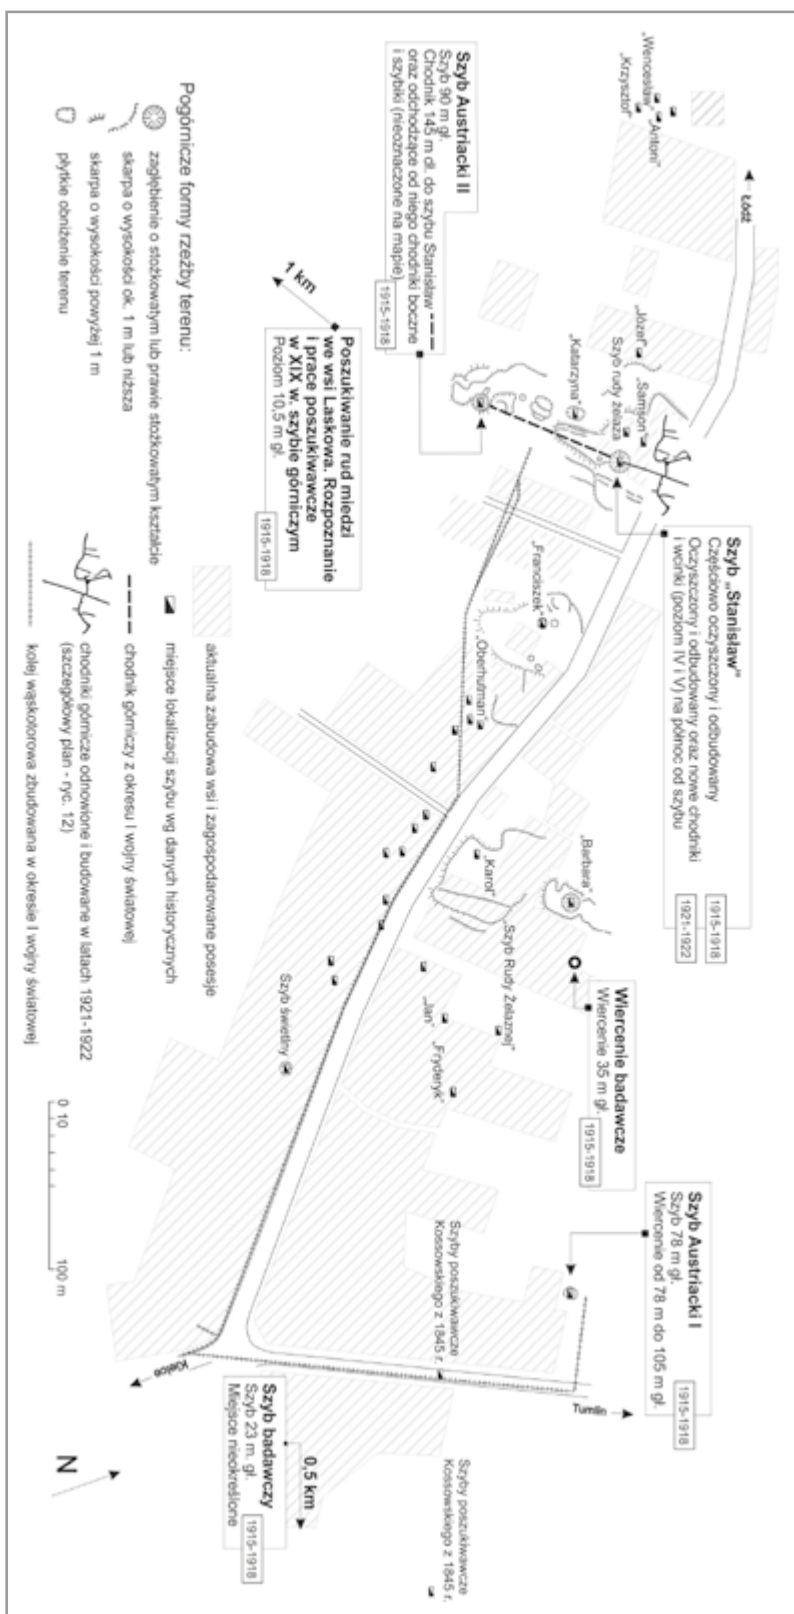 „Wencesław”
„Antoni”
„Krzysztof”
Łódź
Szyb Austriacki II
Szyb 90 m gł.
Chodnik 145 m dł. do szybu Stanisław
oraz odchodzące od niego chodniki boczne
i szybiki (nieoznaczone na mapie)
1915-1918
„Józef”
Szyb rudy żelaza
„Samson”
„Katarzyna”
1 km
Poszukiwanie rud miedzi
we wsi Laskowa. Rozpoznanie
i prace poszukiwawcze
w XIX w. szybie górniczym
Poziom 10,5 m gł.
1915-1918
Szyb „Stanisław”
Częściowo oczyszczony i odbudowany
Oczyszczony i odbudowany oraz nowe chodniki
i wcinki (poziom IV i V) na północ od szybu
1915-1918
1921-1922
„Franciszek”
„Oberhutman”
„Karol”
„Barbara”
„Szyb Rudy Żelaznej”
„Jan”
„Fryderyk”
Szyb świetlny
Wiercenie badawcze
Wiercenie 35 m gł.
1915-1918
Szyb Austriacki I
Szyb 78 m gł.
Wiercenie od 78 m do 105 m gł.
1915-1918
Szyby poszukiwawcze
Kossowskiego z 1845 r.
Kielce
Tumlin
Szyb badawczy
Szyb 23 m. gł.
Miejsce nieokreślone
1915-1918
0,5 km
Szyby poszukiwawcze
Kossowskiego z 1845 r.
N
Pogórnicze formy rzeźby terenu:
zagłębienie o stożkowatym lub prawie stożkowatym kształcie
skarpa o wysokości ok. 1 m lub niższa
skarpa o wysokości powyżej 1 m
płytkie obniżenie terenu
aktualna zabudowa wsi i zagospodarowane posesje
miejsce lokalizacji szybu wg danych historycznych
chodnik górniczy z okresu I wojny światowej
chodniki górnicze odnowione i budowane w latach 1921-1922
(szczegółowy plan - ryc. 12)
kolej wąskotorowa zbudowana w okresie I wojny światowej
0 10 100 m